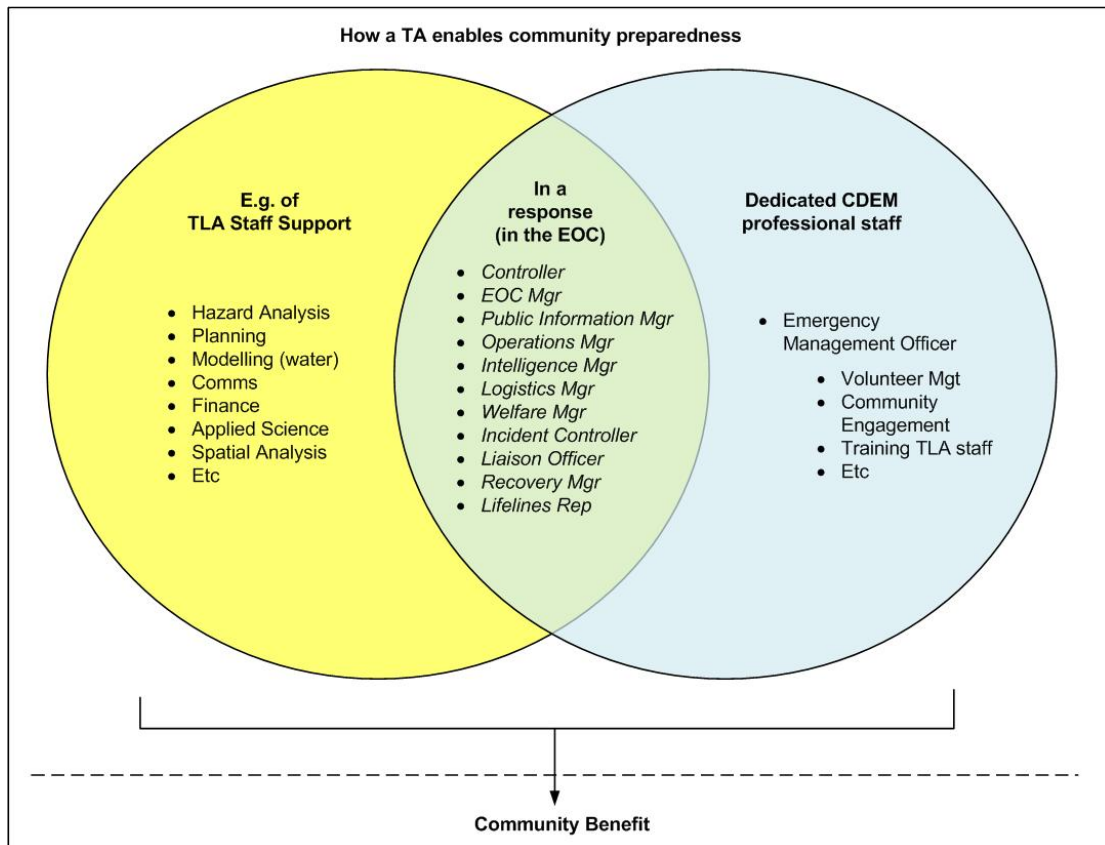 How a TA enables community preparedness
E.g. of
TLA Staff Support
• Hazard Analysis
• Planning
• Modelling (water)
• Comms
• Finance
• Applied Science
• Spatial Analysis
• Etc
In a
response
(in the EOC)
• Controller
• EOC Mgr
• Public Information Mgr
• Operations Mgr
• Intelligence Mgr
• Logistics Mgr
• Welfare Mgr
• Incident Controller
• Liaison Officer
• Recovery Mgr
• Lifelines Rep
Dedicated CDEM
professional staff
• Emergency
Management Officer
• Volunteer Mgt
• Community
Engagement
• Training TLA staff
• Etc
Community Benefit